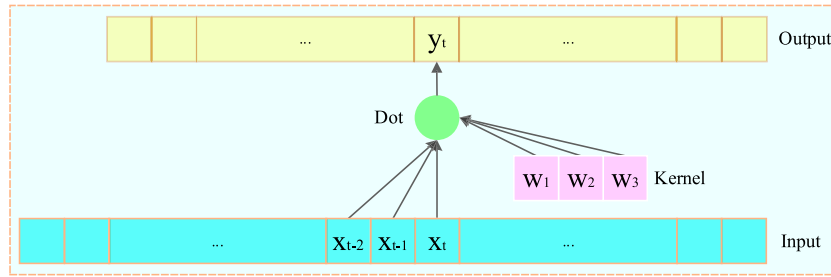 ... yt ... Output
Dot
w1 w2 w3 Kernel
... xt-2 xt-1 xt ... Input